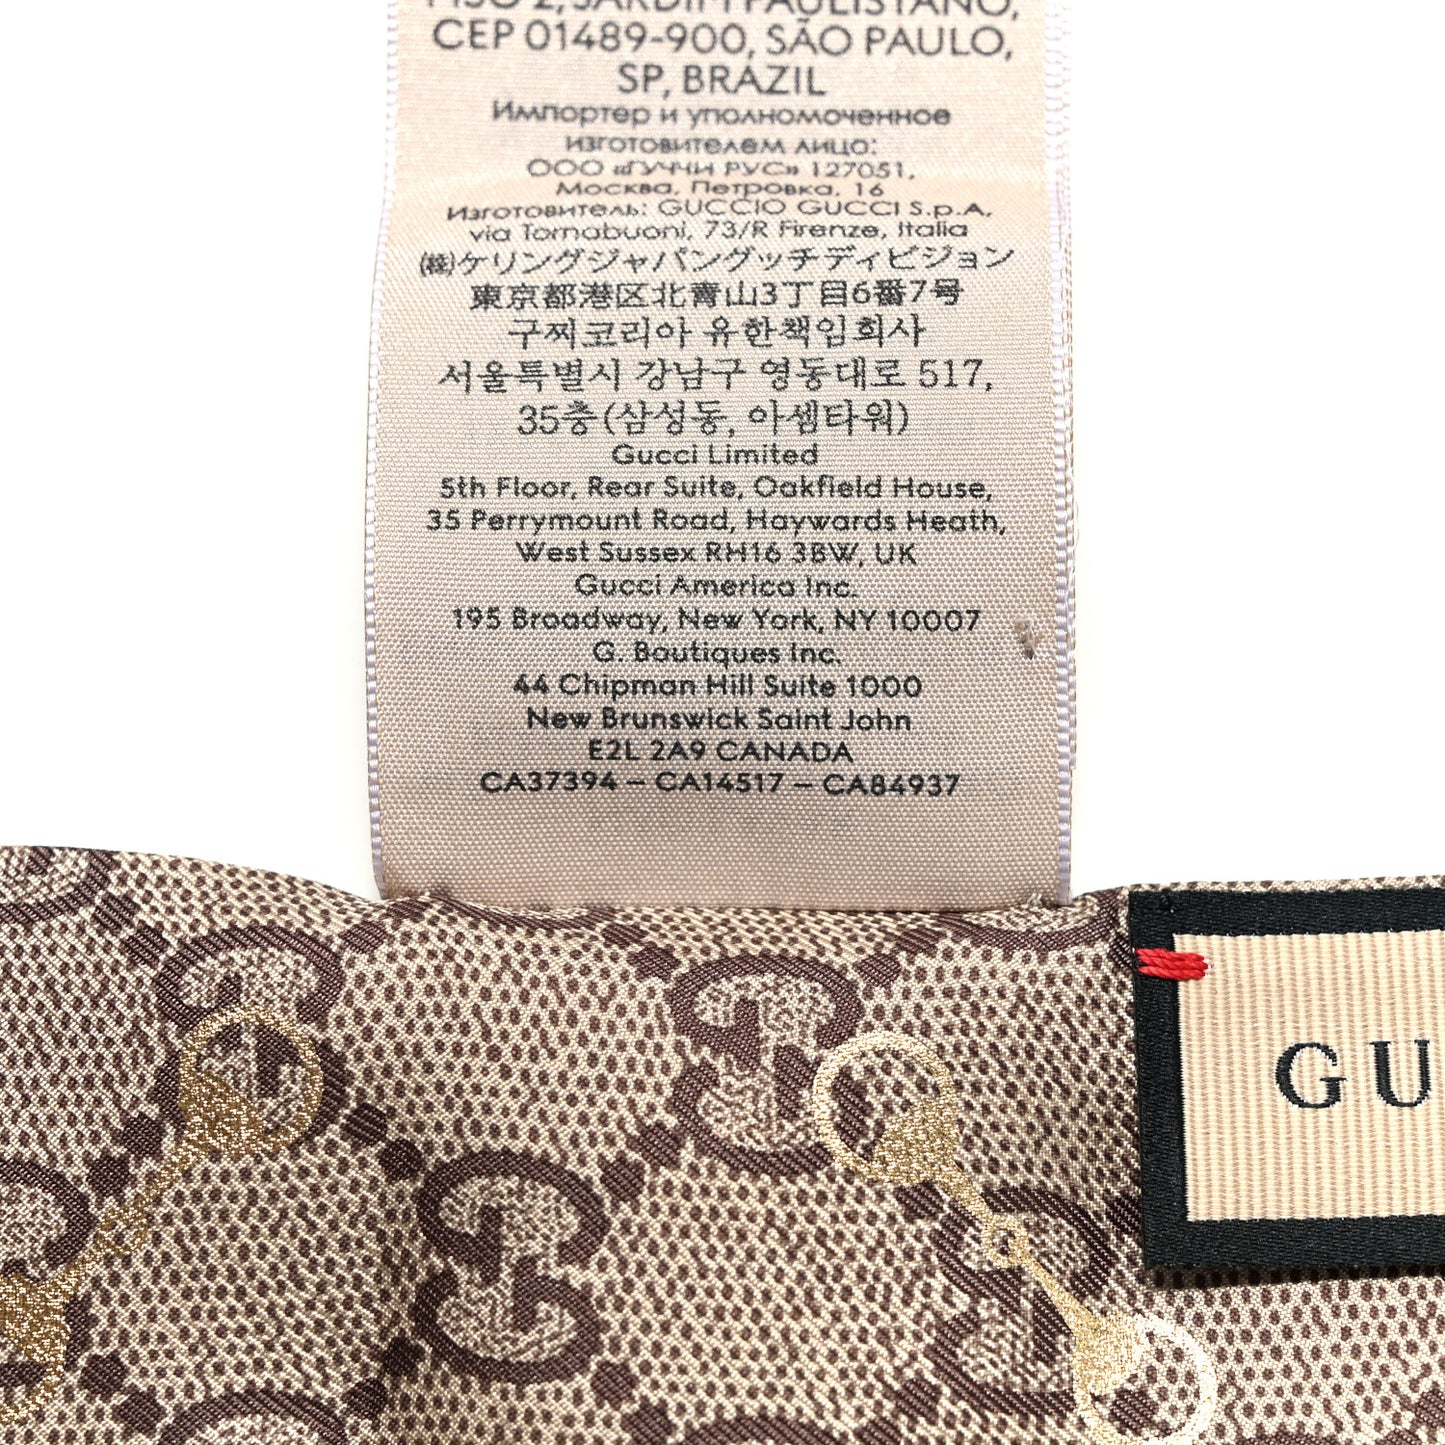 PISO 2, JARDIM PAULISTANO,
CEP 01489-900, SÃO PAULO,
SP, BRAZIL
Импортер и уполномоченное
изготовителем лицо:
ООО «ГУЧЧИ РУС» 127051,
Москва, Петровка, 16
Изготовитель: GUCCIO GUCCI S.p.A,
via Tornabuoni, 73/R Firenze, Italia
㈱ケリングジャパングッチディビジョン
東京都港区北青山3丁目6番7号
구찌코리아 유한책임회사
서울특별시 강남구 영동대로 517,
35층(삼성동, 아셈타워)
Gucci Limited
5th Floor, Rear Suite, Oakfield House,
35 Perrymount Road, Haywards Heath,
West Sussex RH16 3BW, UK
Gucci America Inc.
195 Broadway, New York, NY 10007
G. Boutiques Inc.
44 Chipman Hill Suite 1000
New Brunswick Saint John
E2L 2A9 CANADA
CA37394 – CA14517 – CA84937
GU